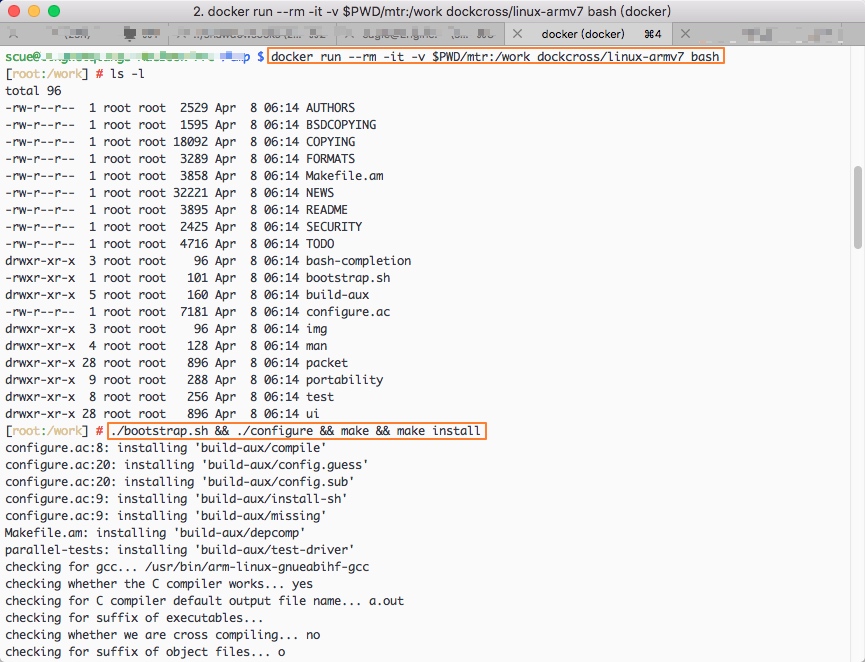 2. docker run --rm -it -v $PWD/mtr:/work dockcross/linux-armv7 bash (docker)
docker (docker) ⌘4
scue@ $ docker run --rm -it -v $PWD/mtr:/work dockcross/linux-armv7 bash
[root:/work] # ls -l
total 96
-rw-r--r-- 1 root root 2529 Apr 8 06:14 AUTHORS
-rw-r--r-- 1 root root 1595 Apr 8 06:14 BSDCOPYING
-rw-r--r-- 1 root root 18092 Apr 8 06:14 COPYING
-rw-r--r-- 1 root root 3289 Apr 8 06:14 FORMATS
-rw-r--r-- 1 root root 3858 Apr 8 06:14 Makefile.am
-rw-r--r-- 1 root root 32221 Apr 8 06:14 NEWS
-rw-r--r-- 1 root root 3895 Apr 8 06:14 README
-rw-r--r-- 1 root root 2425 Apr 8 06:14 SECURITY
-rw-r--r-- 1 root root 4716 Apr 8 06:14 TODO
drwxr-xr-x 3 root root 96 Apr 8 06:14 bash-completion
-rwxr-xr-x 1 root root 101 Apr 8 06:14 bootstrap.sh
drwxr-xr-x 5 root root 160 Apr 8 06:14 build-aux
-rw-r--r-- 1 root root 7181 Apr 8 06:14 configure.ac
drwxr-xr-x 3 root root 96 Apr 8 06:14 img
drwxr-xr-x 4 root root 128 Apr 8 06:14 man
drwxr-xr-x 28 root root 896 Apr 8 06:14 packet
drwxr-xr-x 9 root root 288 Apr 8 06:14 portability
drwxr-xr-x 8 root root 256 Apr 8 06:14 test
drwxr-xr-x 28 root root 896 Apr 8 06:14 ui
[root:/work] # ./bootstrap.sh && ./configure && make && make install
configure.ac:8: installing 'build-aux/compile'
configure.ac:20: installing 'build-aux/config.guess'
configure.ac:20: installing 'build-aux/config.sub'
configure.ac:9: installing 'build-aux/install-sh'
configure.ac:9: installing 'build-aux/missing'
Makefile.am: installing 'build-aux/depcomp'
parallel-tests: installing 'build-aux/test-driver'
checking for gcc... /usr/bin/arm-linux-gnueabihf-gcc
checking whether the C compiler works... yes
checking for C compiler default output file name... a.out
checking for suffix of executables...
checking whether we are cross compiling... no
checking for suffix of object files... o